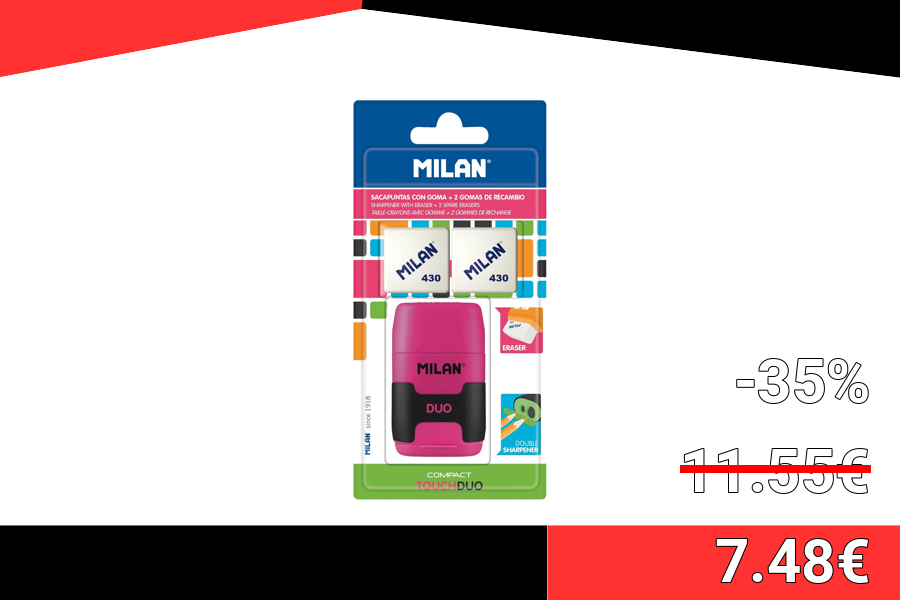 MILAN®
SACAPUNTAS CON GOMA + 2 GOMAS DE RECAMBIO
SHARPENER WITH ERASER + 2 SPARE ERASERS
TAILLE-CRAYONS AVEC GOMME + 2 GOMMES DE RECHANGE
MILAN® MILAN®
430 430
MILAN
ERASER
MILAN®
DUO
MILAN since 1918
DOUBLE
SHARPENER
COMPACT
TOUCHDUO
-35%
11.55€
7.48€